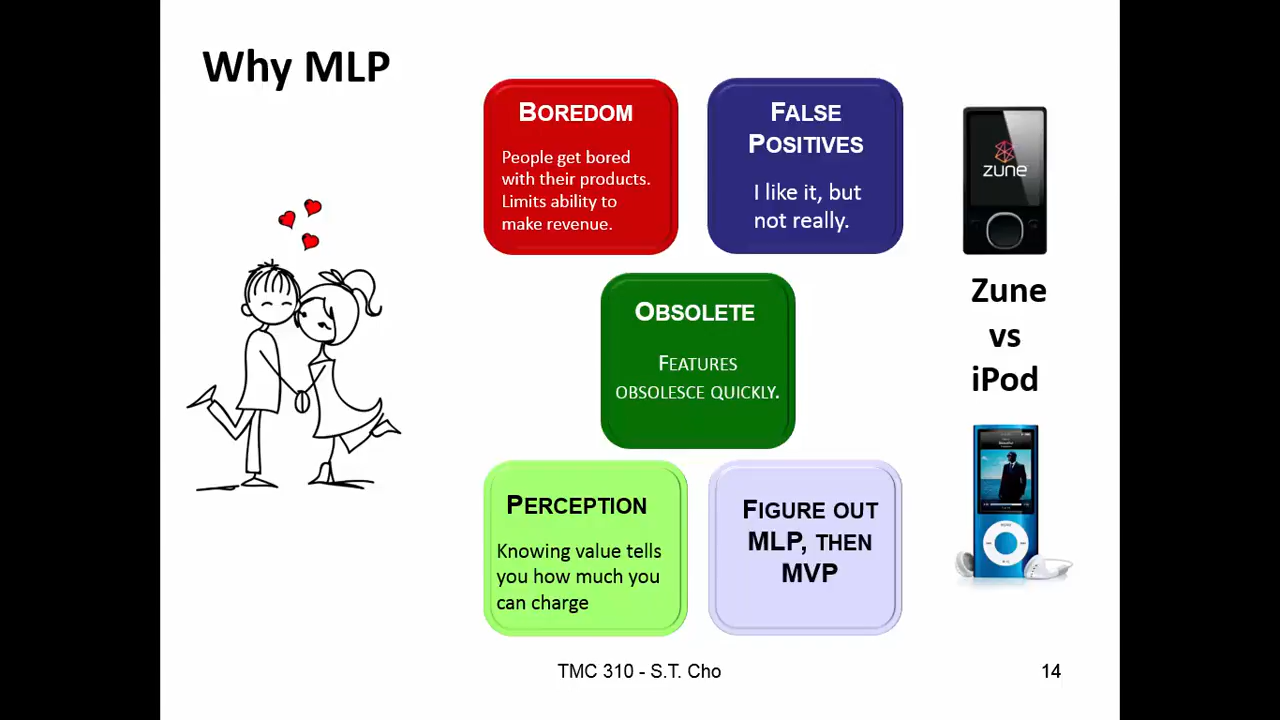 Why MLP
BOREDOM
People get bored
with their products.
Limits ability to
make revenue.
FALSE
POSITIVES
I like it, but
not really.
OBSOLETE
FEATURES
OBSOLESCE QUICKLY.
PERCEPTION
Knowing value tells
you how much you
can charge
FIGURE OUT
MLP, THEN
MVP
zune
Zune
vs
iPod
TMC 310 - S.T. Cho
14